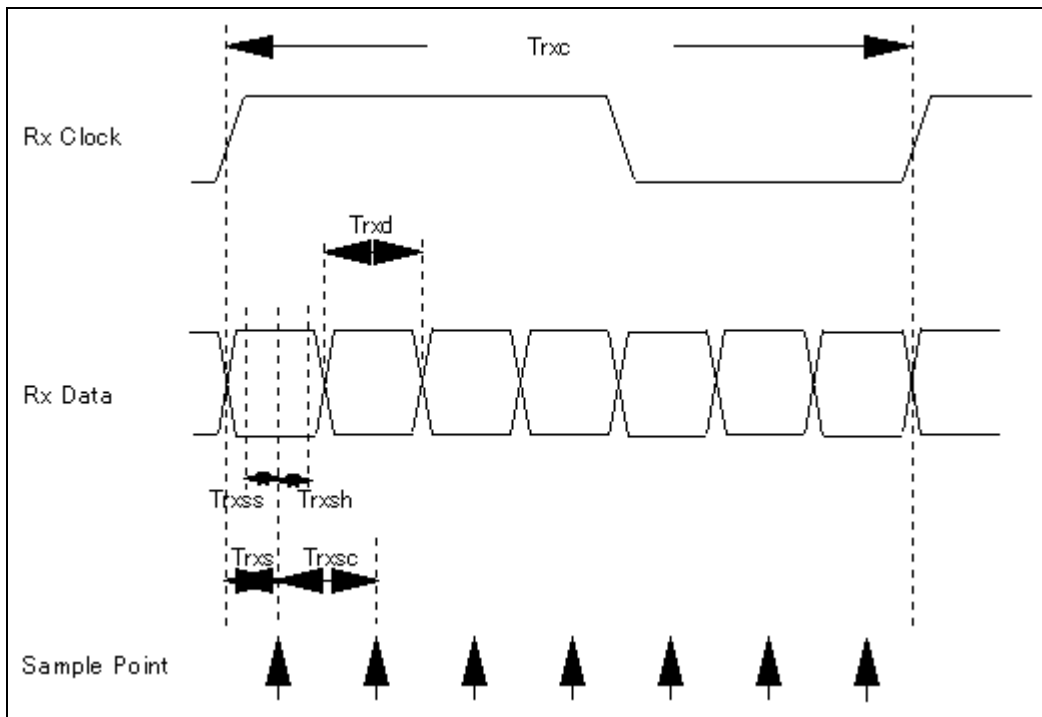 Trxc
Rx Clock
Trxd
Rx Data
Trxss Trxsh
Trxs Trxsc
Sample Point